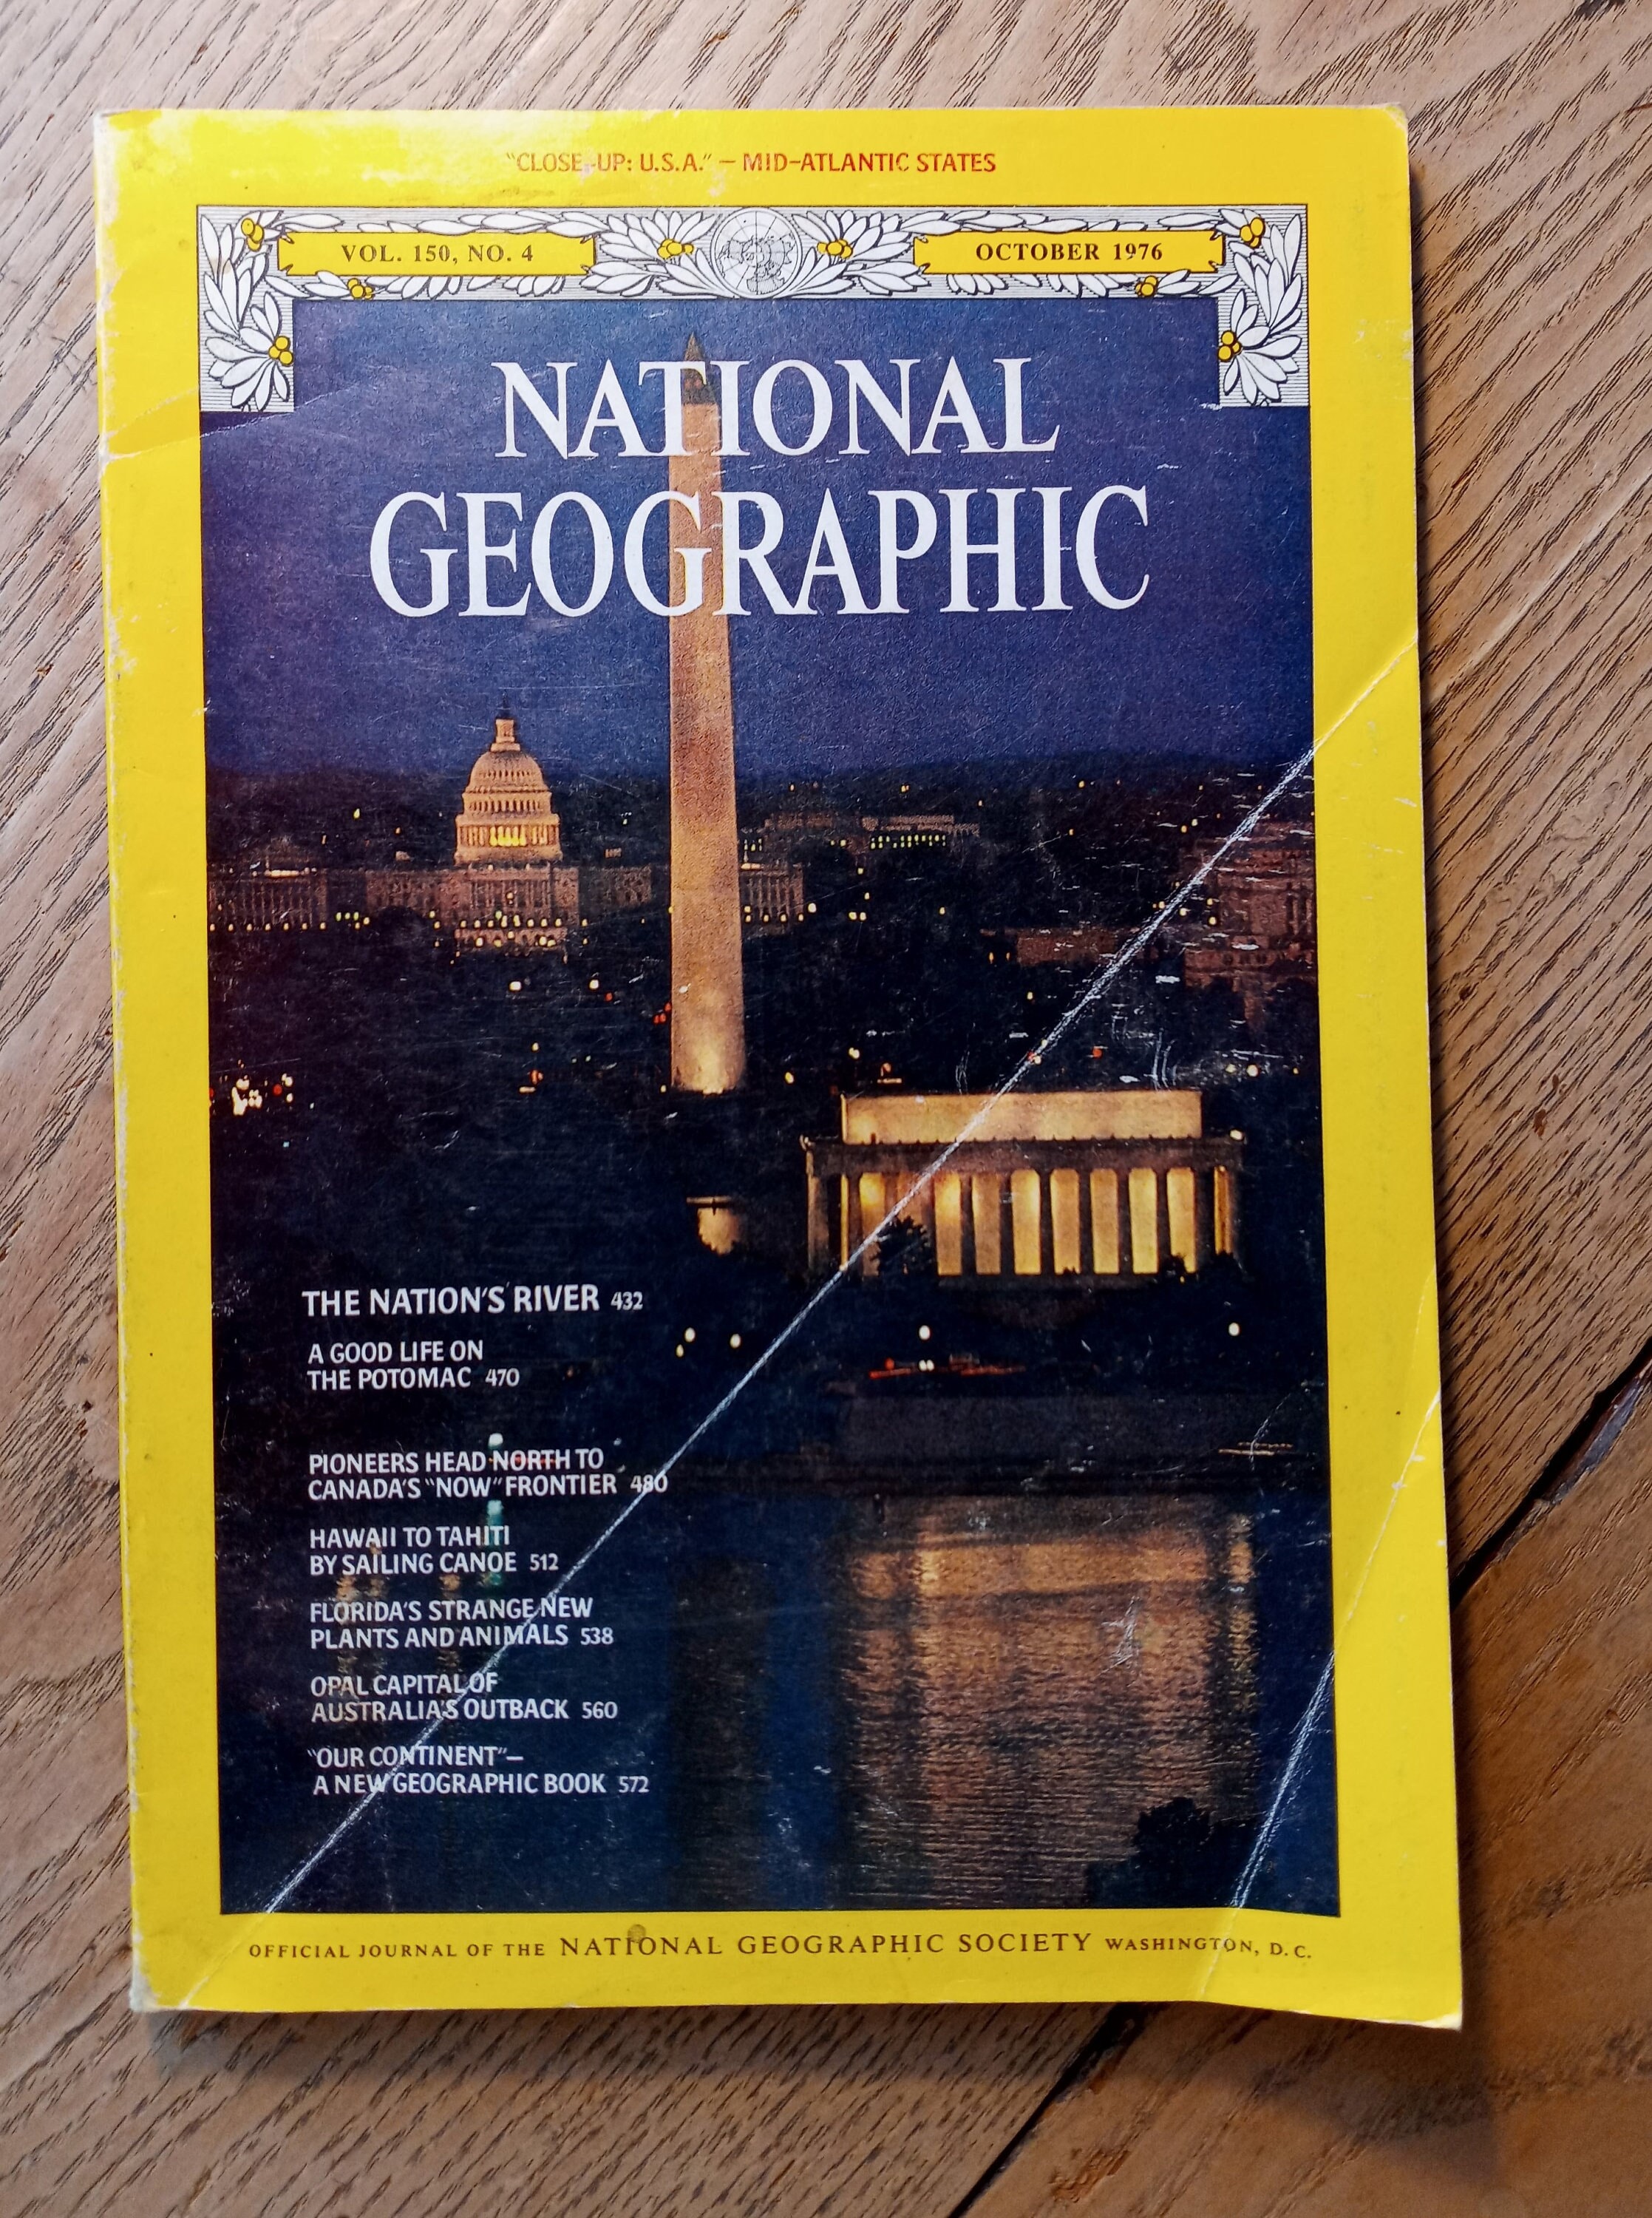 "CLOSE-UP: U.S.A." – MID-ATLANTIC STATES
VOL. 150, NO. 4
OCTOBER 1976
NATIONAL
GEOGRAPHIC
THE NATION'S RIVER 432
A GOOD LIFE ON
THE POTOMAC 470
PIONEERS HEAD NORTH TO
CANADA'S "NOW" FRONTIER 480
HAWAII TO TAHITI
BY SAILING CANOE 512
FLORIDA'S STRANGE NEW
PLANTS AND ANIMALS 538
OPAL CAPITAL OF
AUSTRALIA'S OUTBACK 560
"OUR CONTINENT"–
A NEW GEOGRAPHIC BOOK 572
OFFICIAL JOURNAL OF THE NATIONAL GEOGRAPHIC SOCIETY WASHINGTON, D.C.